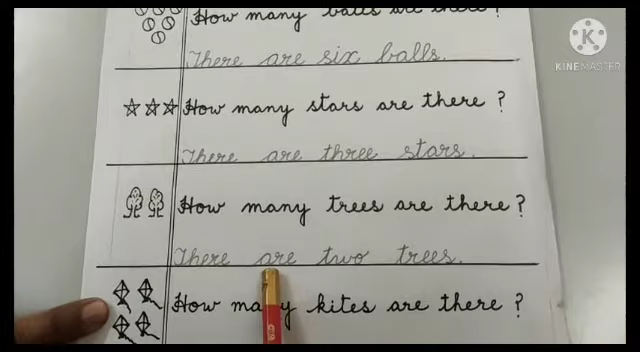 How many balls are there?
There are six balls.
How many stars are there?
There are three stars.
How many trees are there?
There are two trees.
How many kites are there?
KINEMASTER